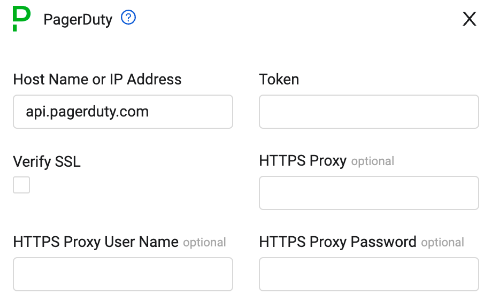 PagerDuty
Host Name or IP Address
Token
api.pagerduty.com
Verify SSL
HTTPS Proxy optional
HTTPS Proxy User Name optional
HTTPS Proxy Password optional